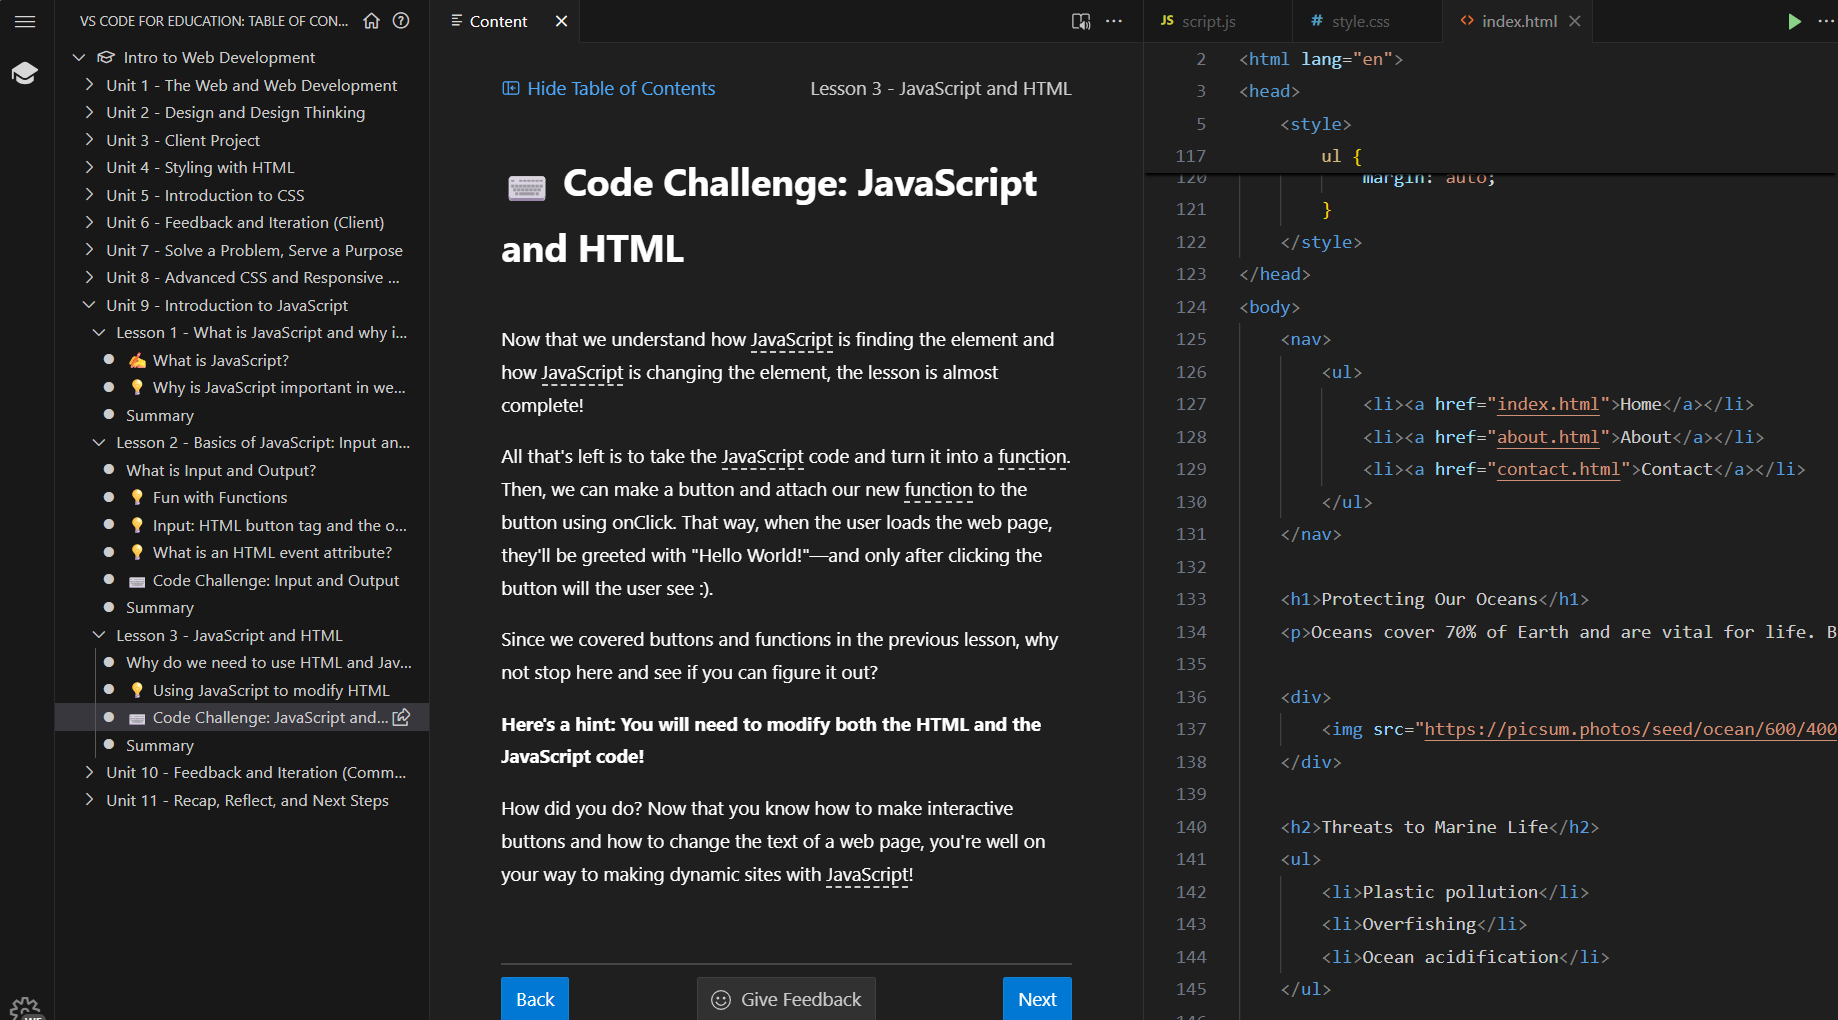 VS CODE FOR EDUCATION: TABLE OF CON...
Intro to Web Development
Unit 1 - The Web and Web Development
Unit 2 - Design and Design Thinking
Unit 3 - Client Project
Unit 4 - Styling with HTML
Unit 5 - Introduction to CSS
Unit 6 - Feedback and Iteration (Client)
Unit 7 - Solve a Problem, Serve a Purpose
Unit 8 - Advanced CSS and Responsive ...
Unit 9 - Introduction to JavaScript
Lesson 1 - What is JavaScript and why i...
What is JavaScript?
Why is JavaScript important in we...
Summary
Lesson 2 - Basics of JavaScript: Input an...
What is Input and Output?
Fun with Functions
Input: HTML button tag and the o...
What is an HTML event attribute?
Code Challenge: Input and Output
Summary
Lesson 3 - JavaScript and HTML
Why do we need to use HTML and Jav...
Using JavaScript to modify HTML
Code Challenge: JavaScript and...
Summary
Unit 10 - Feedback and Iteration (Comm...
Unit 11 - Recap, Reflect, and Next Steps
Content
Hide Table of Contents
Lesson 3 - JavaScript and HTML
Code Challenge: JavaScript
and HTML
Now that we understand how JavaScript is finding the element and
how JavaScript is changing the element, the lesson is almost
complete!
All that's left is to take the JavaScript code and turn it into a function.
Then, we can make a button and attach our new function to the
button using onClick. That way, when the user loads the web page,
they'll be greeted with "Hello World!"—and only after clicking the
button will the user see :).
Since we covered buttons and functions in the previous lesson, why
not stop here and see if you can figure it out?
Here's a hint: You will need to modify both the HTML and the
JavaScript code!
How did you do? Now that you know how to make interactive
buttons and how to change the text of a web page, you're well on
your way to making dynamic sites with JavaScript!
Back
Give Feedback
Next
JS script.js
# style.css
<> index.html
2 <html lang="en">
3 <head>
5 <style>
117 ul {
120 margin: auto;
121 }
122 </style>
123 </head>
124 <body>
125 <nav>
126 <ul>
127 <li><a href="index.html">Home</a></li>
128 <li><a href="about.html">About</a></li>
129 <li><a href="contact.html">Contact</a></li>
130 </ul>
131 </nav>
132
133 <h1>Protecting Our Oceans</h1>
134 <p>Oceans cover 70% of Earth and are vital for life. B
135
136 <div>
137 <img src="https://picsum.photos/seed/ocean/600/400
138 </div>
139
140 <h2>Threats to Marine Life</h2>
141 <ul>
142 <li>Plastic pollution</li>
143 <li>Overfishing</li>
144 <li>Ocean acidification</li>
145 </ul>